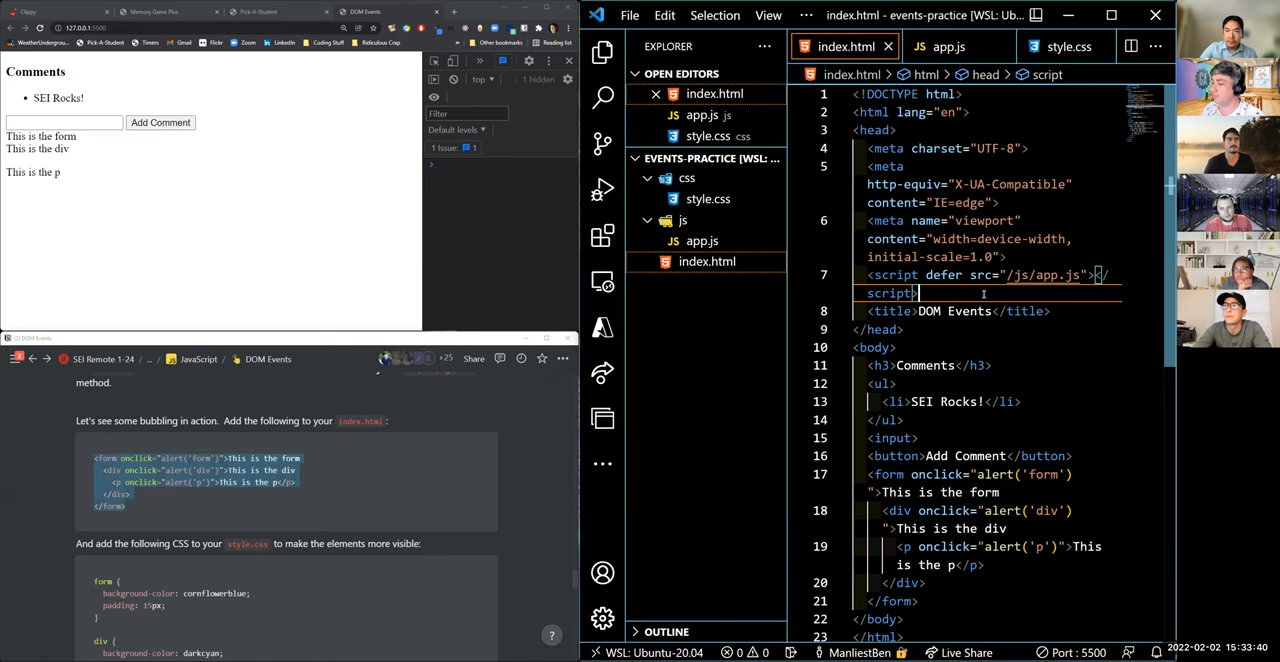 Clippy
Memory Game Plus
Pick-A-Student
DOM Events
127.0.0.1:5500
WeatherUndergroun...
Pick-A-Student
Timers
Gmail
Flickr
Zoom
LinkedIn
Coding Stuff
Ridiculous Crap
Other bookmarks
Reading list
Comments
SEI Rocks!
Add Comment
This is the form
This is the div
This is the p
top
1 hidden
Filter
Default levels
1 Issue:
1
(2) DOM Events
SEI Remote 1-24 / ... / JavaScript / DOM Events
+25
Share
method.
Let's see some bubbling in action. Add the following to your index.html:
<form onclick="alert('form')">This is the form
<div onclick="alert('div')">This is the div
<p onclick="alert('p')">This is the p</p>
</div>
</form>
And add the following CSS to your style.css to make the elements more visible:
form {
background-color: cornflowerblue;
padding: 15px;
}
div {
background-color: darkcyan;
?
File Edit Selection View ... index.html - events-practice [WSL: Ub...
EXPLORER
OPEN EDITORS
index.html
app.js js
style.css css
EVENTS-PRACTICE [WSL: ...
css
style.css
js
JS app.js
index.html
OUTLINE
index.html
JS app.js
style.css
index.html > html > head > script
1 <!DOCTYPE html>
2 <html lang="en">
3 <head>
4 <meta charset="UTF-8">
5 <meta
http-equiv="X-UA-Compatible"
content="IE=edge">
6 <meta name="viewport"
content="width=device-width,
initial-scale=1.0">
7 <script defer src="/js/app.js"></
script>
8 <title>DOM Events</title>
9 </head>
10 <body>
11 <h3>Comments</h3>
12 <ul>
13 <li>SEI Rocks!</li>
14 </ul>
15 <input>
16 <button>Add Comment</button>
17 <form onclick="alert('form')
">This is the form
18 <div onclick="alert('div')
">This is the div
19 <p onclick="alert('p')">This
is the p</p>
20 </div>
21 </form>
22 </body>
23 </html>
WSL: Ubuntu-20.04
0
0
ManliestBen
Live Share
Port : 5500
2022-02-02 15:33:40